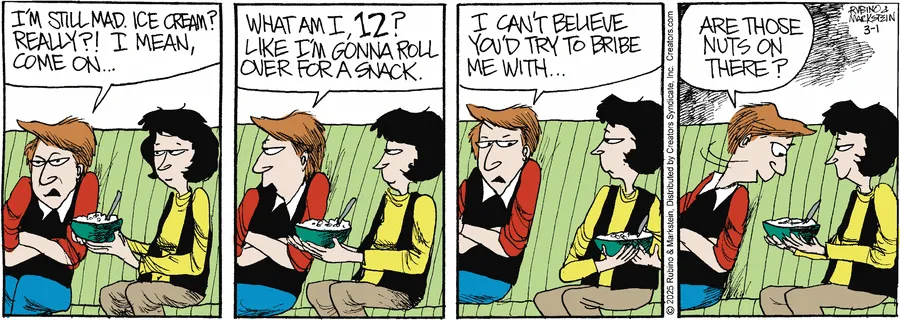 I'M STILL MAD. ICE CREAM?
REALLY?! I MEAN,
COME ON...
WHAT AM I, 12?
LIKE I'M GONNA ROLL
OVER FOR A SNACK.
I CAN'T BELIEVE
YOU'D TRY TO BRIBE
ME WITH...
© 2025 Rubino & Markstein, Distributed by Creators Syndicate, Inc. Creators.com
ARE THOSE
NUTS ON
THERE?
RUBINO &
MARKSTEIN
3-1